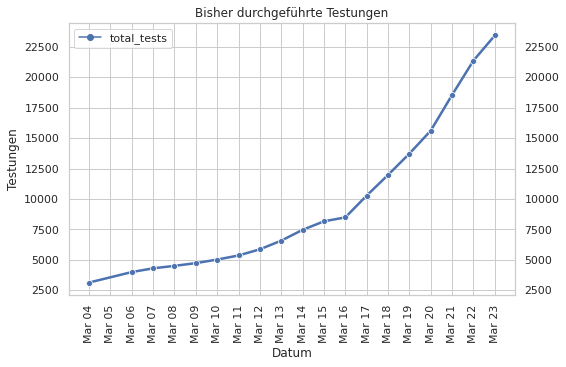 Bisher durchgeführte Testungen
total_tests
22500
20000
17500
15000
12500
10000
7500
5000
2500
Testungen
22500
20000
17500
15000
12500
10000
7500
5000
2500
Mar 04
Mar 05
Mar 06
Mar 07
Mar 08
Mar 09
Mar 10
Mar 11
Mar 12
Mar 13
Mar 14
Mar 15
Mar 16
Mar 17
Mar 18
Mar 19
Mar 20
Mar 21
Mar 22
Mar 23
Datum